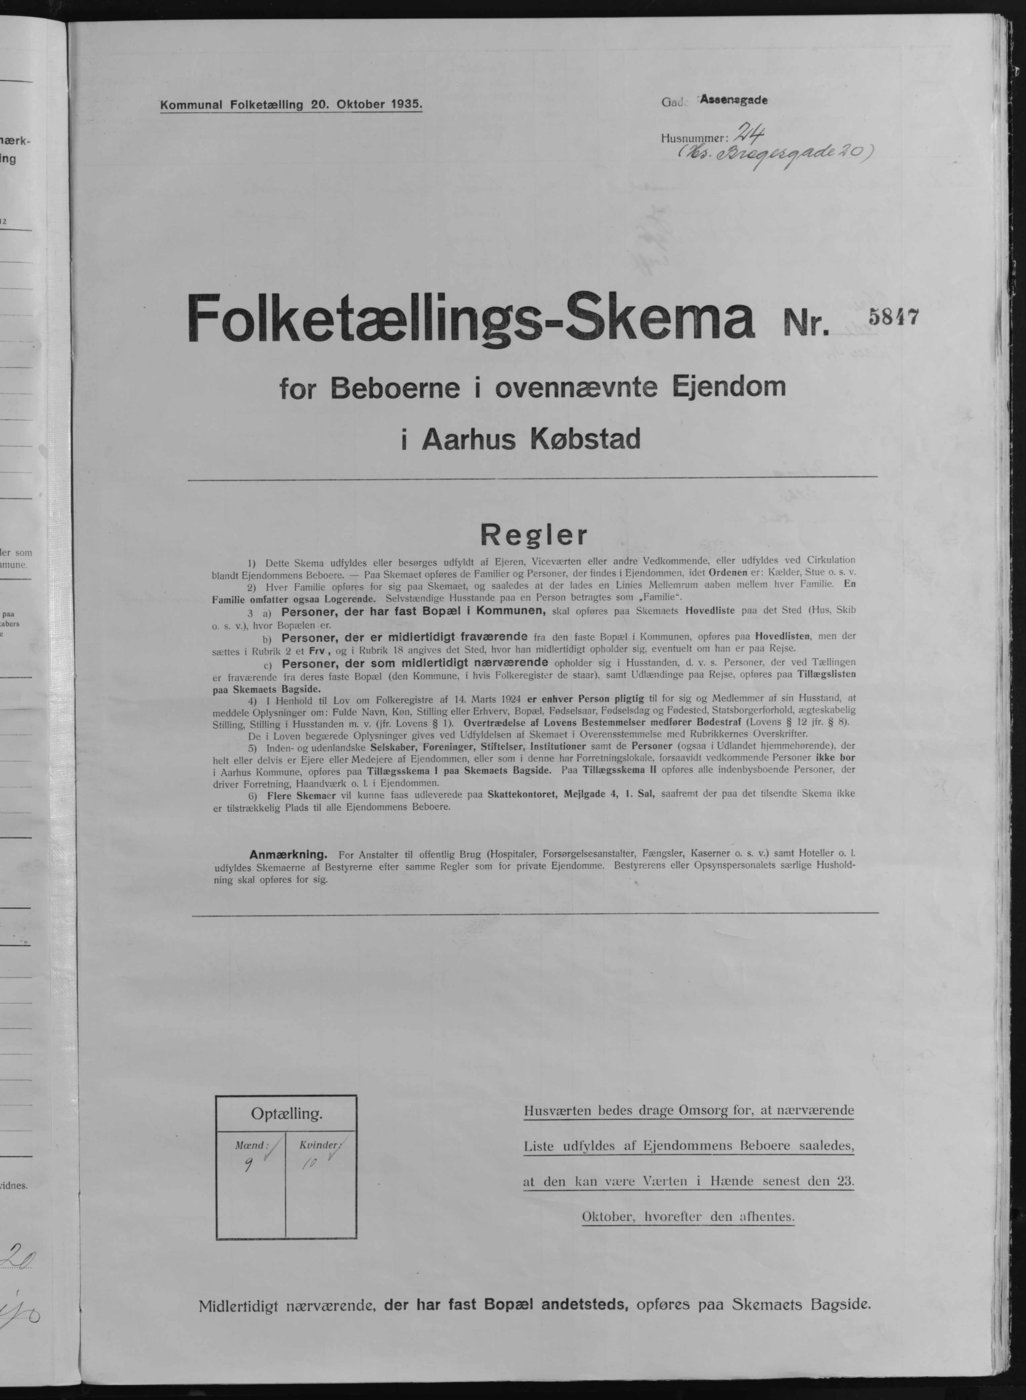 Kommunal Folketælling 20. Oktober 1935.
Gad. Assensgade
Husnummer: 24
(Hs. Bregesgade 20)
Folketællings-Skema Nr. 5847
for Beboerne i ovennævnte Ejendom
i Aarhus Købstad
Regler
1) Dette Skema udfyldes eller besørges udfyldt af Ejeren, Viceværten eller andre Vedkommende, eller udfyldes ved Cirkulation
blandt Ejendommens Beboere. — Paa Skemaet opføres de Familier og Personer, der findes i Ejendommen, idet Ordenen er: Kælder, Stue o. s. v.
2) Hver Familie opføres for sig paa Skemaet, og saaledes at der lades en Linies Mellemrum aaben mellem hver Familie. En
Familie omfatter ogsaa Logerende. Selvstændige Husstande paa en Person betragtes som „Familie“.
3 a) Personer, der har fast Bopæl i Kommunen, skal opføres paa Skemaets Hovedliste paa det Sted (Hus, Skib
o. s. v.), hvor Bopælen er.
b) Personer, der er midlertidigt fraværende fra den faste Bopæl i Kommunen, opføres paa Hovedlisten, men der
sættes i Rubrik 2 et Frv, og i Rubrik 18 angives det Sted, hvor han midlertidigt opholder sig, eventuelt om han er paa Rejse.
c) Personer, der som midlertidigt nærværende opholder sig i Husstanden, d. v. s. Personer, der ved Tællingen
er fraværende fra deres faste Bopæl (den Kommune, i hvis Folkeregister de staar), samt Udlændinge paa Rejse, opføres paa Tillægslisten
paa Skemaets Bagside.
4) I Henhold til Lov om Folkeregistre af 14. Marts 1924 er enhver Person pligtig til for sig og Medlemmer af sin Husstand, at
meddele Oplysninger om: Fulde Navn, Køn, Stilling eller Erhverv, Bopæl, Fødselsaar, Fødselsdag og Fødested, Statsborgerforhold, ægteskabelig
Stilling, Stilling i Husstanden m. v. (jfr. Lovens § 1). Overtrædelse af Lovens Bestemmelser medfører Bødestraf (Lovens § 12 jfr. § 8).
De i Loven begærede Oplysninger gives ved Udfyldelsen af Skemaet i Overensstemmelse med Rubrikkernes Overskrifter.
5) Inden- og udenlandske Selskaber, Foreninger, Stiftelser, Institutioner samt de Personer (ogsaa i Udlandet hjemmehørende), der
helt eller delvis er Ejere eller Medejere af Ejendommen, eller som i denne har Forretningslokale, forsaavidt vedkommende Personer ikke bor
i Aarhus Kommune, opføres paa Tillægsskema I paa Skemaets Bagside. Paa Tillægsskema II opføres alle indenbysboende Personer, der
driver Forretning, Haandværk o. l. i Ejendommen.
6) Flere Skemaer vil kunne faas udleverede paa Skattekontoret, Mejlgade 4, 1. Sal, saafremt der paa det tilsendte Skema ikke
er tilstrækkelig Plads til alle Ejendommens Beboere.
Anmærkning. For Anstalter til offentlig Brug (Hospitaler, Forsørgelsesanstalter, Fængsler, Kaserner o. s. v.) samt Hoteller o. l.
udfyldes Skemaerne af Bestyrerne efter samme Regler som for private Ejendomme. Bestyrerens eller Opsynspersonalets særlige Hushold-
ning skal opføres for sig.
Optælling.
Mænd: Kvinder:
9 10
Husværten bedes drage Omsorg for, at nærværende
Liste udfyldes af Ejendommens Beboere saaledes,
at den kan være Værten i Hænde senest den 23.
Oktober, hvorefter den afhentes.
Midlertidigt nærværende, der har fast Bopæl andetsteds, opføres paa Skemaets Bagside.